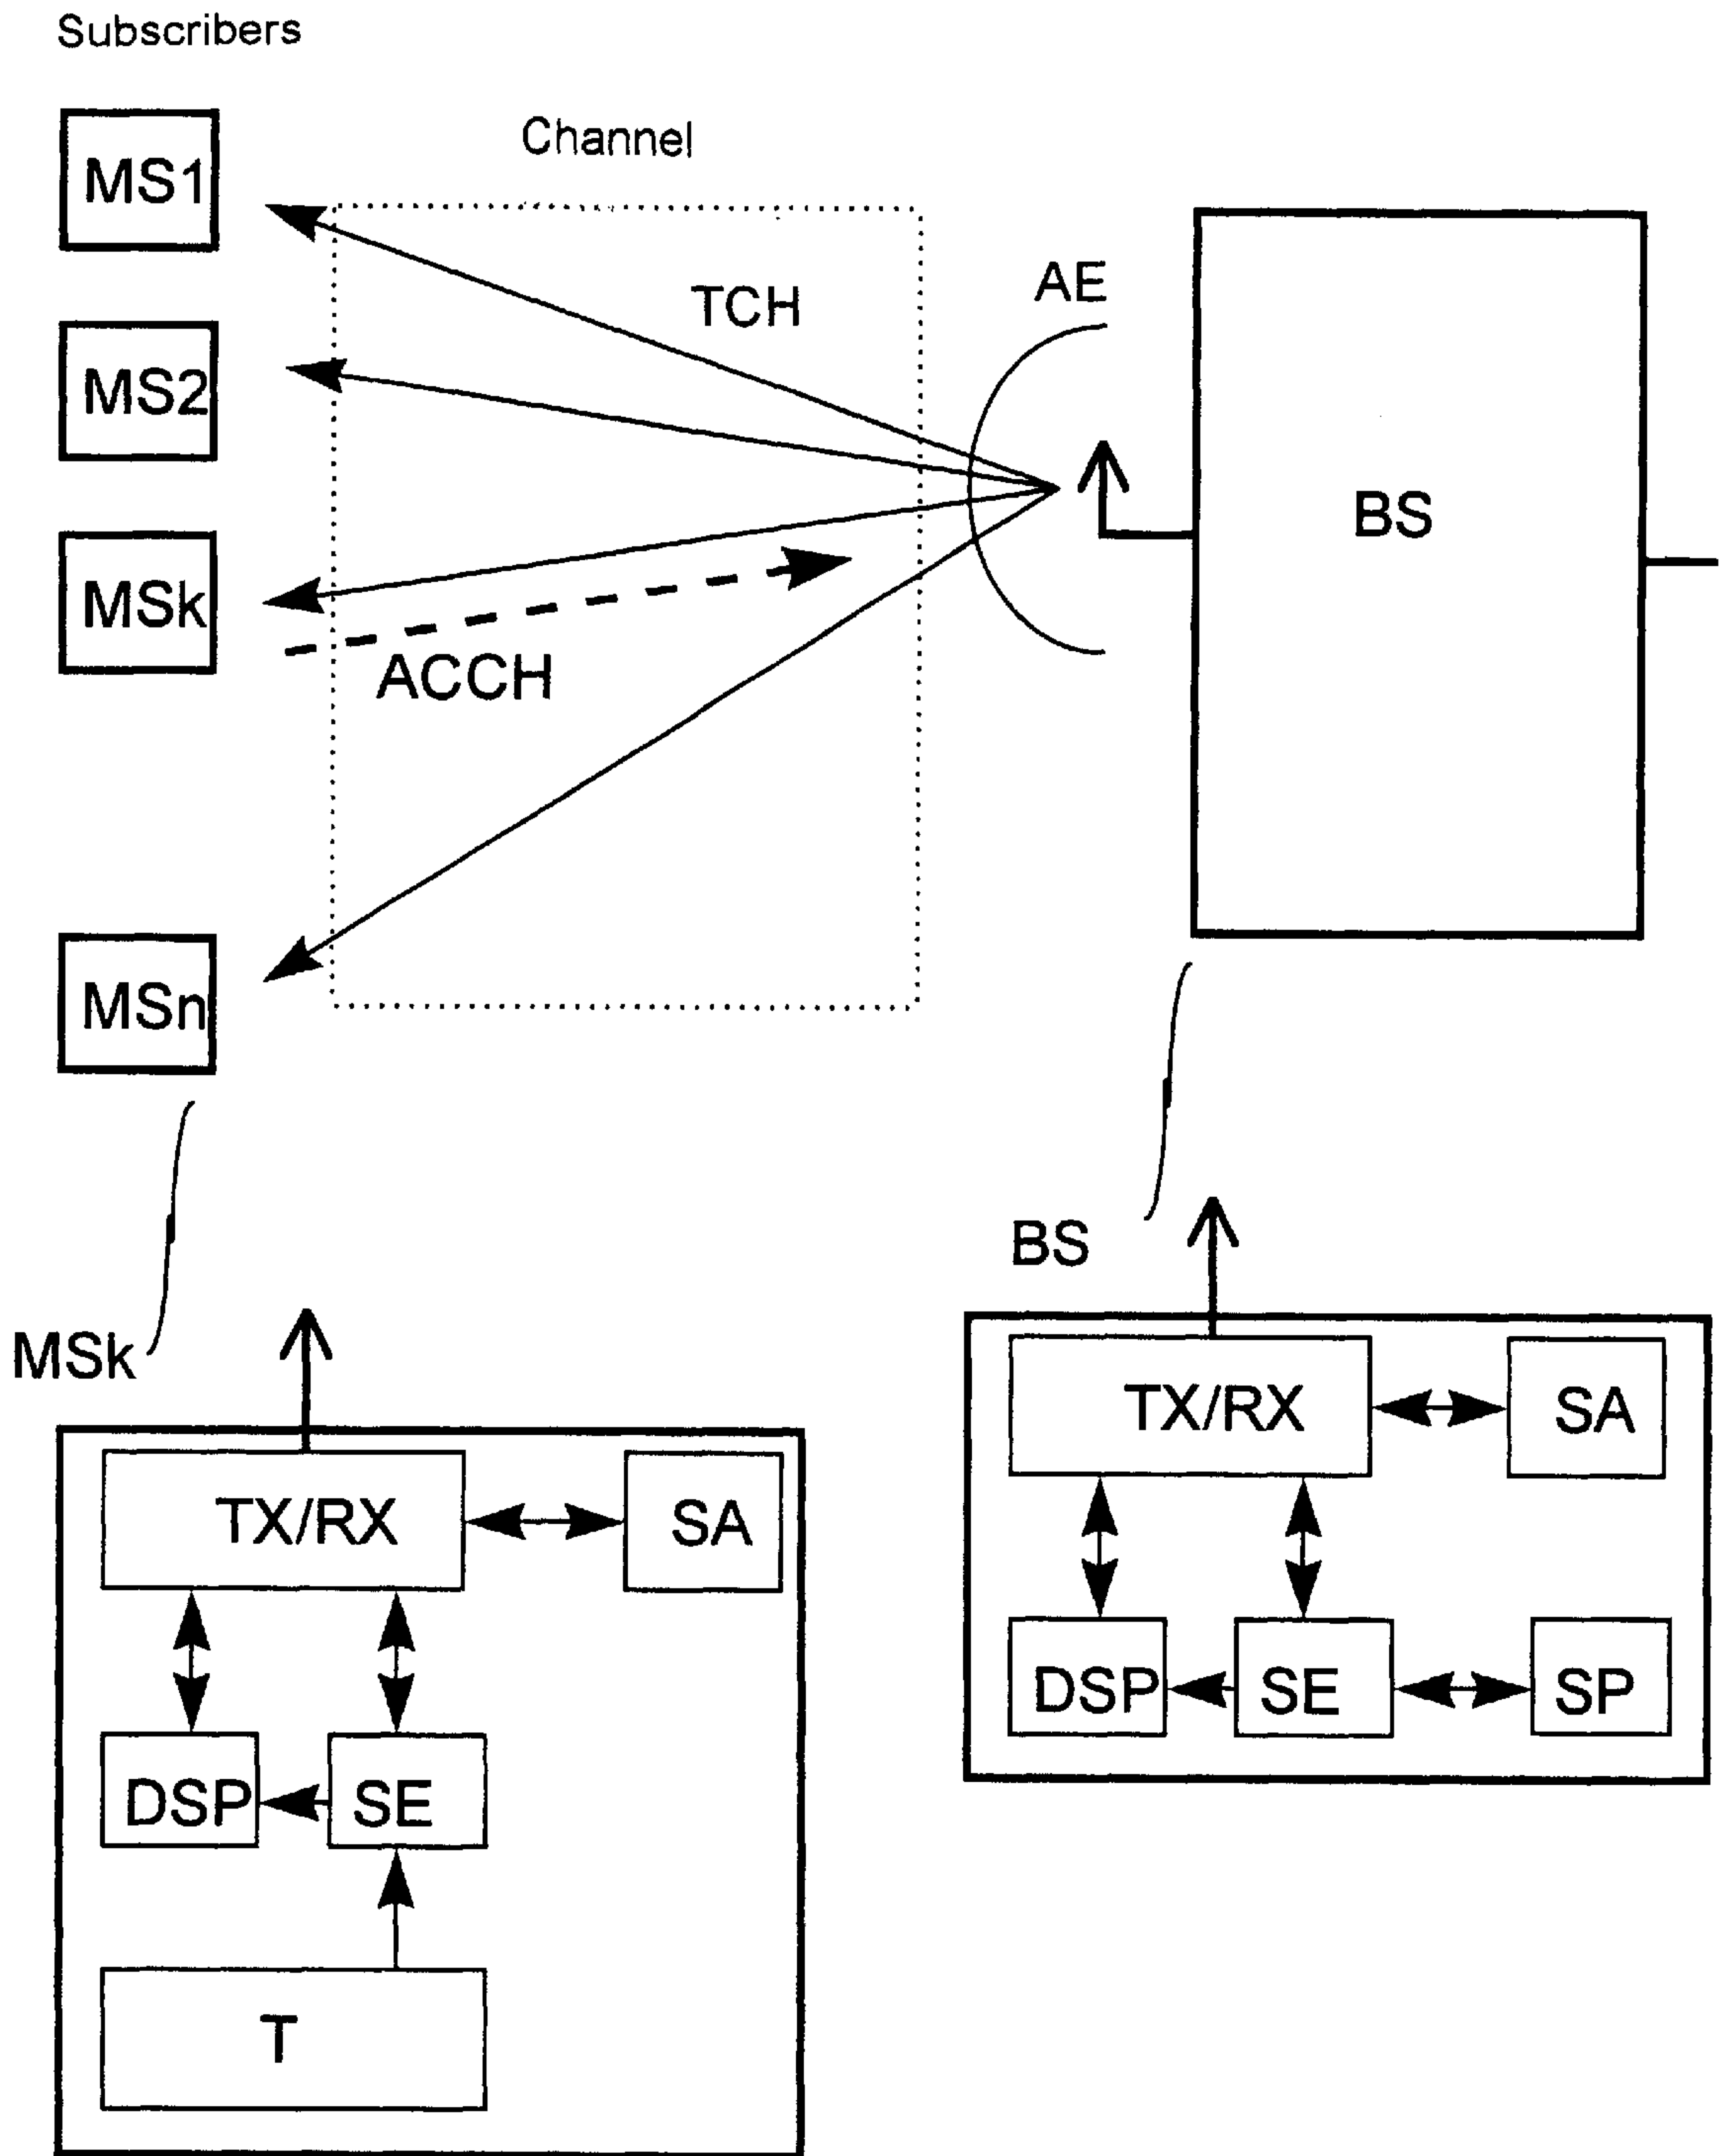 Subscribers
MS1
Channel
AE
TCH
MS2
BS
MSk
ACCH
MSn
BS
MSk
TX/RX
SA
TX/RX
SA
DSP
SE
SP
DSP
SE
T